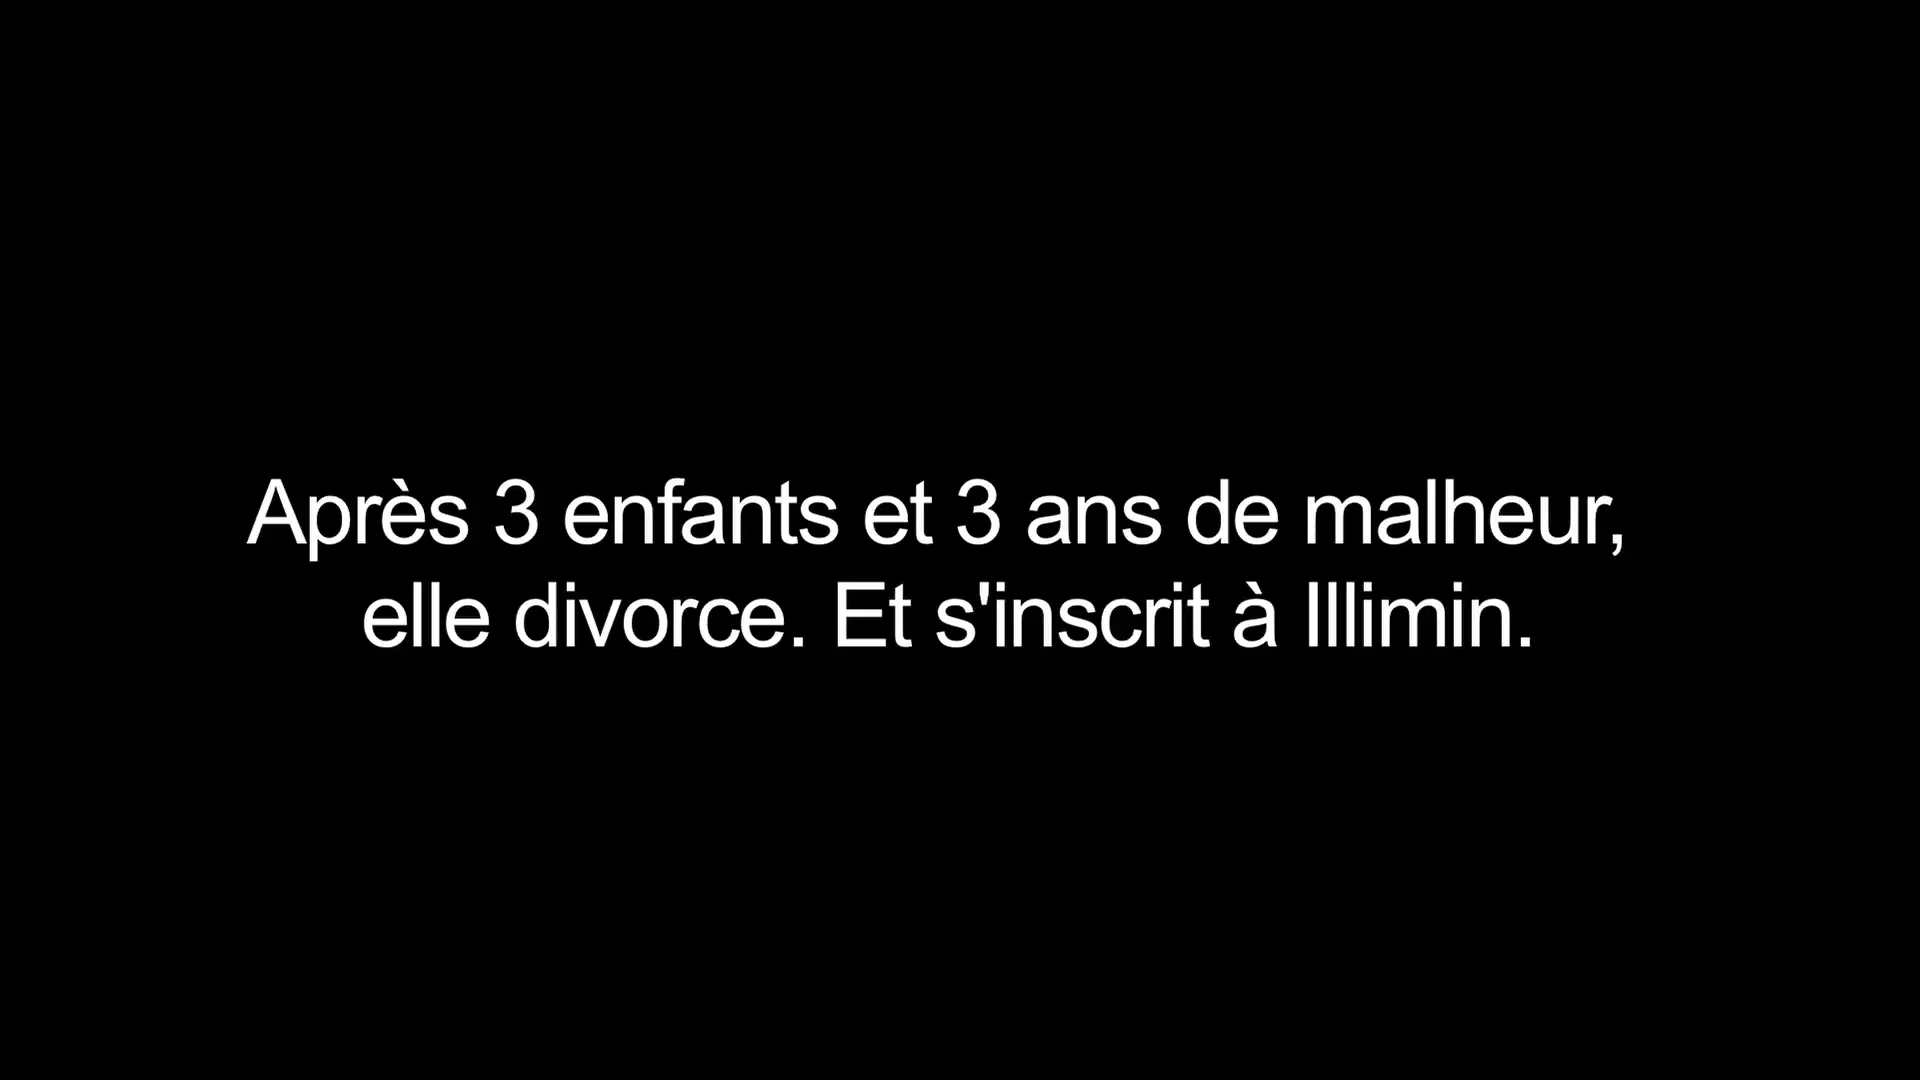 Après 3 enfants et 3 ans de malheur,
elle divorce. Et s'inscrit à Illimin.